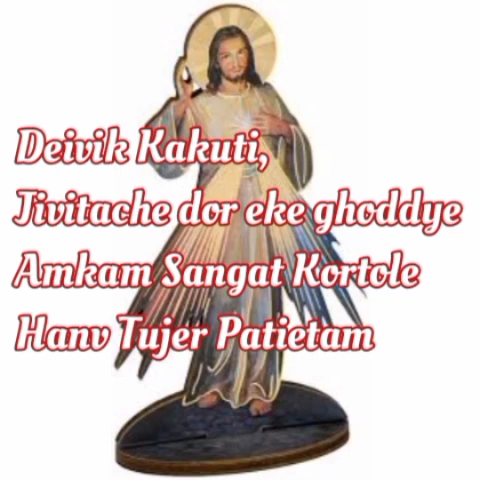 Deivik Kakuti,
Jivitache dor eke ghoddye
Amkam Sangat Kortole
Hanv Tujer Patietam